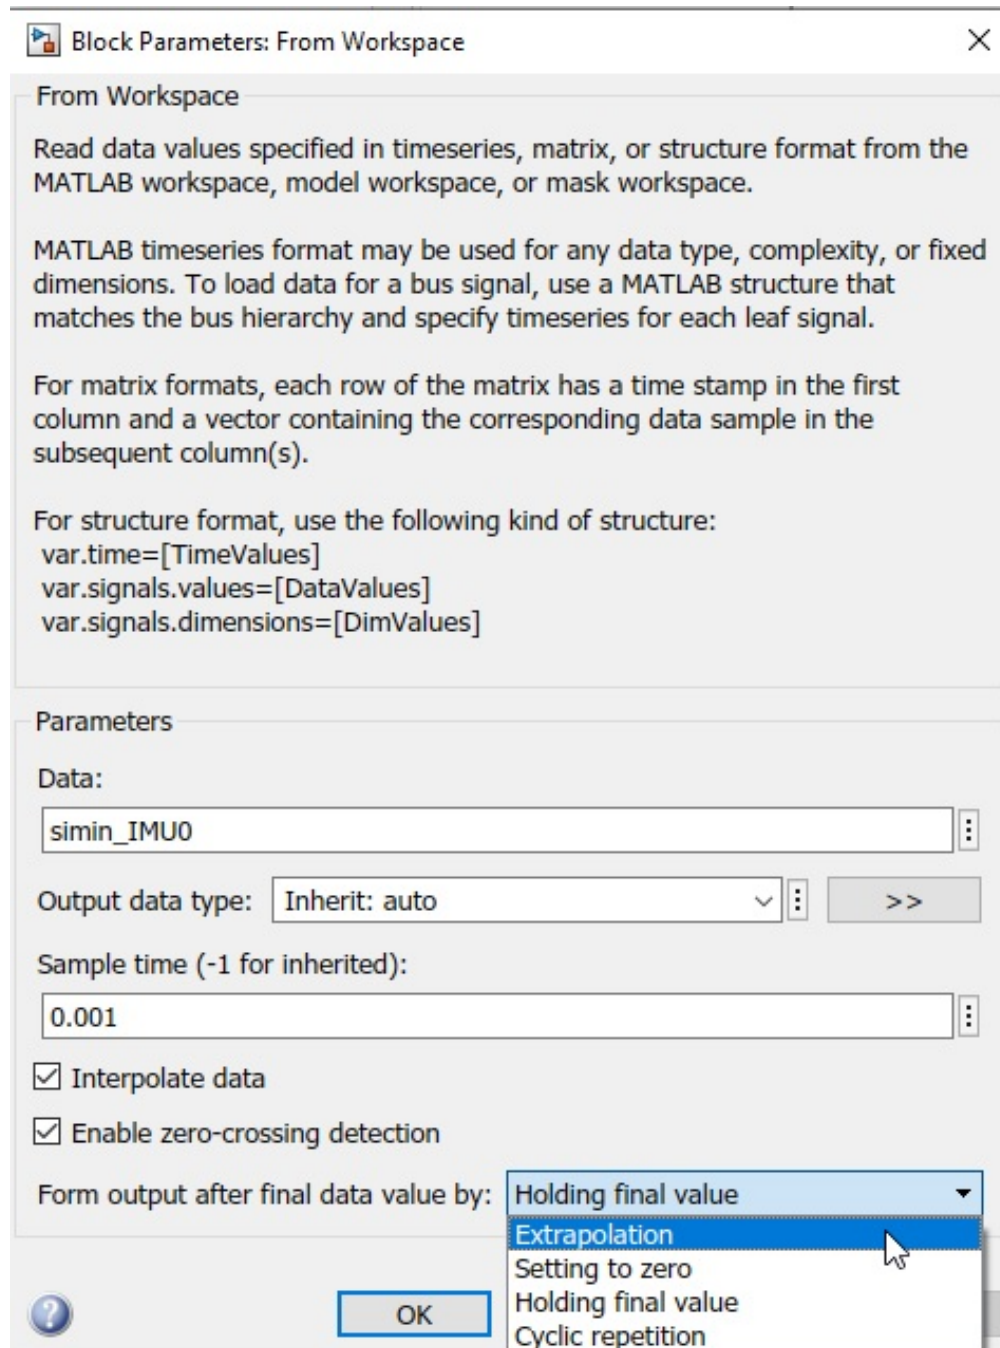 Block Parameters: From Workspace
From Workspace
Read data values specified in timeseries, matrix, or structure format from the
MATLAB workspace, model workspace, or mask workspace.
MATLAB timeseries format may be used for any data type, complexity, or fixed
dimensions. To load data for a bus signal, use a MATLAB structure that
matches the bus hierarchy and specify timeseries for each leaf signal.
For matrix formats, each row of the matrix has a time stamp in the first
column and a vector containing the corresponding data sample in the
subsequent column(s).
For structure format, use the following kind of structure:
var.time=[TimeValues]
var.signals.values=[DataValues]
var.signals.dimensions=[DimValues]
Parameters
Data:
simin_IMU0
Output data type: Inherit: auto >>
Sample time (-1 for inherited):
0.001
Interpolate data
Enable zero-crossing detection
Form output after final data value by: Holding final value
Extrapolation
Setting to zero
Holding final value
Cyclic repetition
OK